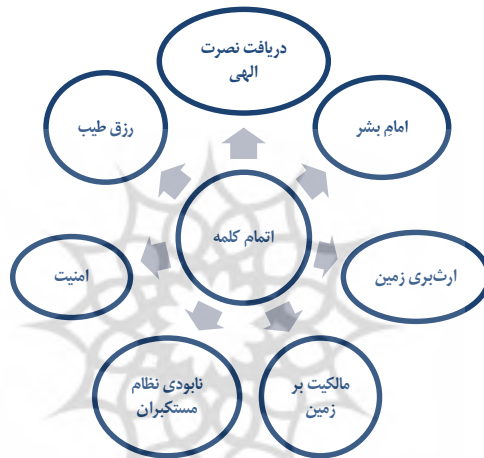 دریافت نصرت
الهی
امامِ بشر
ارث‌بری زمین
مالکیت بر
زمین
نابودی نظام
مستکبران
امنیت
رزق طیب
اتمام کلمه